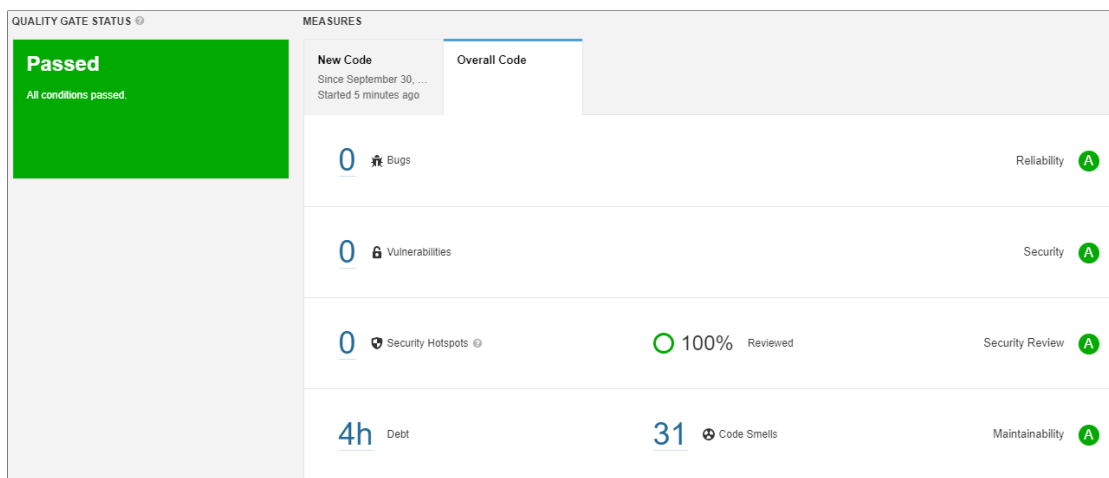 QUALITY GATE STATUS
MEASURES
Passed
All conditions passed.
New Code
Since September 30, ...
Started 5 minutes ago
Overall Code
0 Bugs
Reliability A
0 Vulnerabilities
Security A
0 Security Hotspots
100% Reviewed
Security Review A
4h Debt
31 Code Smells
Maintainability A